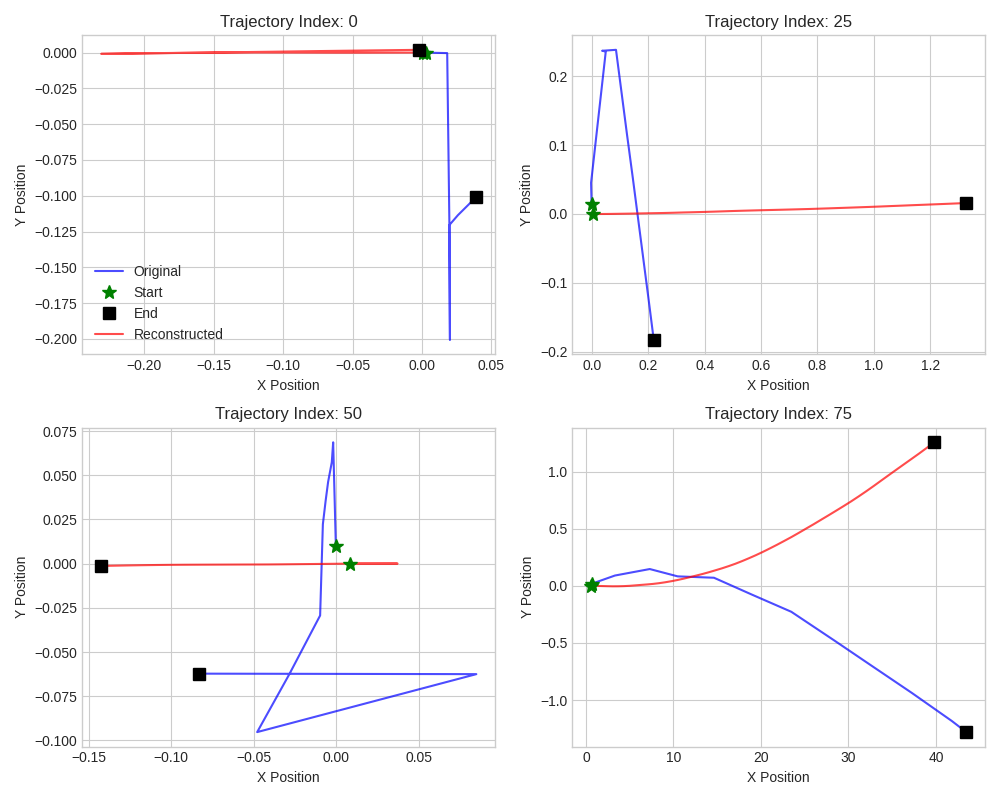 Trajectory Index: 0
0.000
−0.025
−0.050
−0.075
−0.100
−0.125
−0.150
−0.175
−0.200
Y Position
Original
Start
End
Reconstructed
−0.20 −0.15 −0.10 −0.05 0.00 0.05
X Position
Trajectory Index: 25
0.2
0.1
0.0
−0.1
−0.2
Y Position
0.0 0.2 0.4 0.6 0.8 1.0 1.2
X Position
Trajectory Index: 50
0.075
0.050
0.025
0.000
−0.025
−0.050
−0.075
−0.100
Y Position
−0.15 −0.10 −0.05 0.00 0.05
X Position
Trajectory Index: 75
1.0
0.5
0.0
−0.5
−1.0
Y Position
0 10 20 30 40
X Position